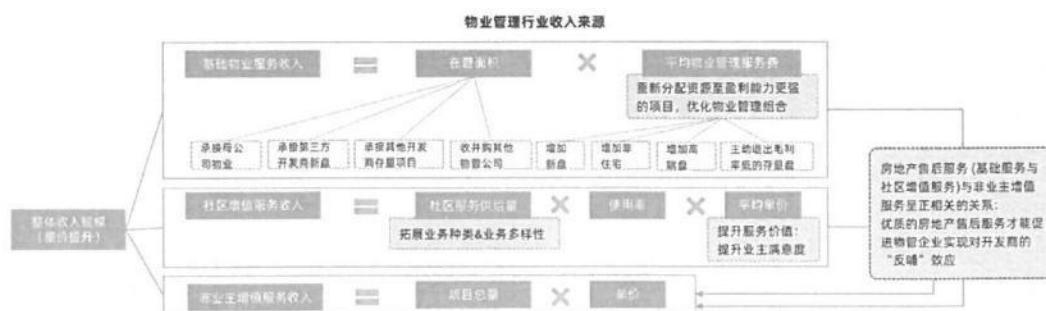 物业管理行业收入来源
基础物业服务收入
在管面积
平均物业管理服务费
重新分配资源至盈利能力更强
的项目，优化物业管理组合
承接母公
司物业
承接第三方
开发商新盘
承接其他开发
商存量项目
收并购其他
物管公司
增加
新盘
增加非
住宅
增加高
端盘
主动退出毛利
率低的存量盘
整体收入规模
（量价提升）
社区增值服务收入
社区服务供给量
使用率
平均单价
拓展业务种类&业务多样性
提升服务价值；
提升业主满意度
房地产售后服务 (基础服务与
社区增值服务)与非业主增值
服务呈正相关的关系：
优质的房地产售后服务才能促
进物管企业实现对开发商的
“反哺”效应
非业主增值服务收入
项目总量
单价